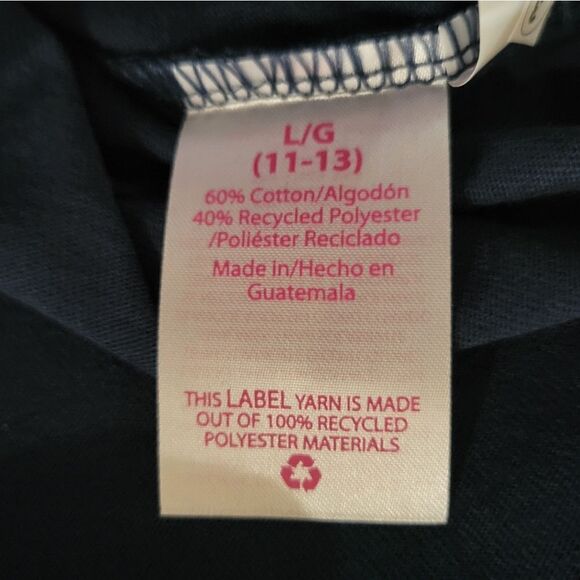 L/G
(11-13)
60% Cotton/Algodón
40% Recycled Polyester
/Poliéster Reciclado
Made in/Hecho en
Guatemala
THIS LABEL YARN IS MADE
OUT OF 100% RECYCLED
POLYESTER MATERIALS